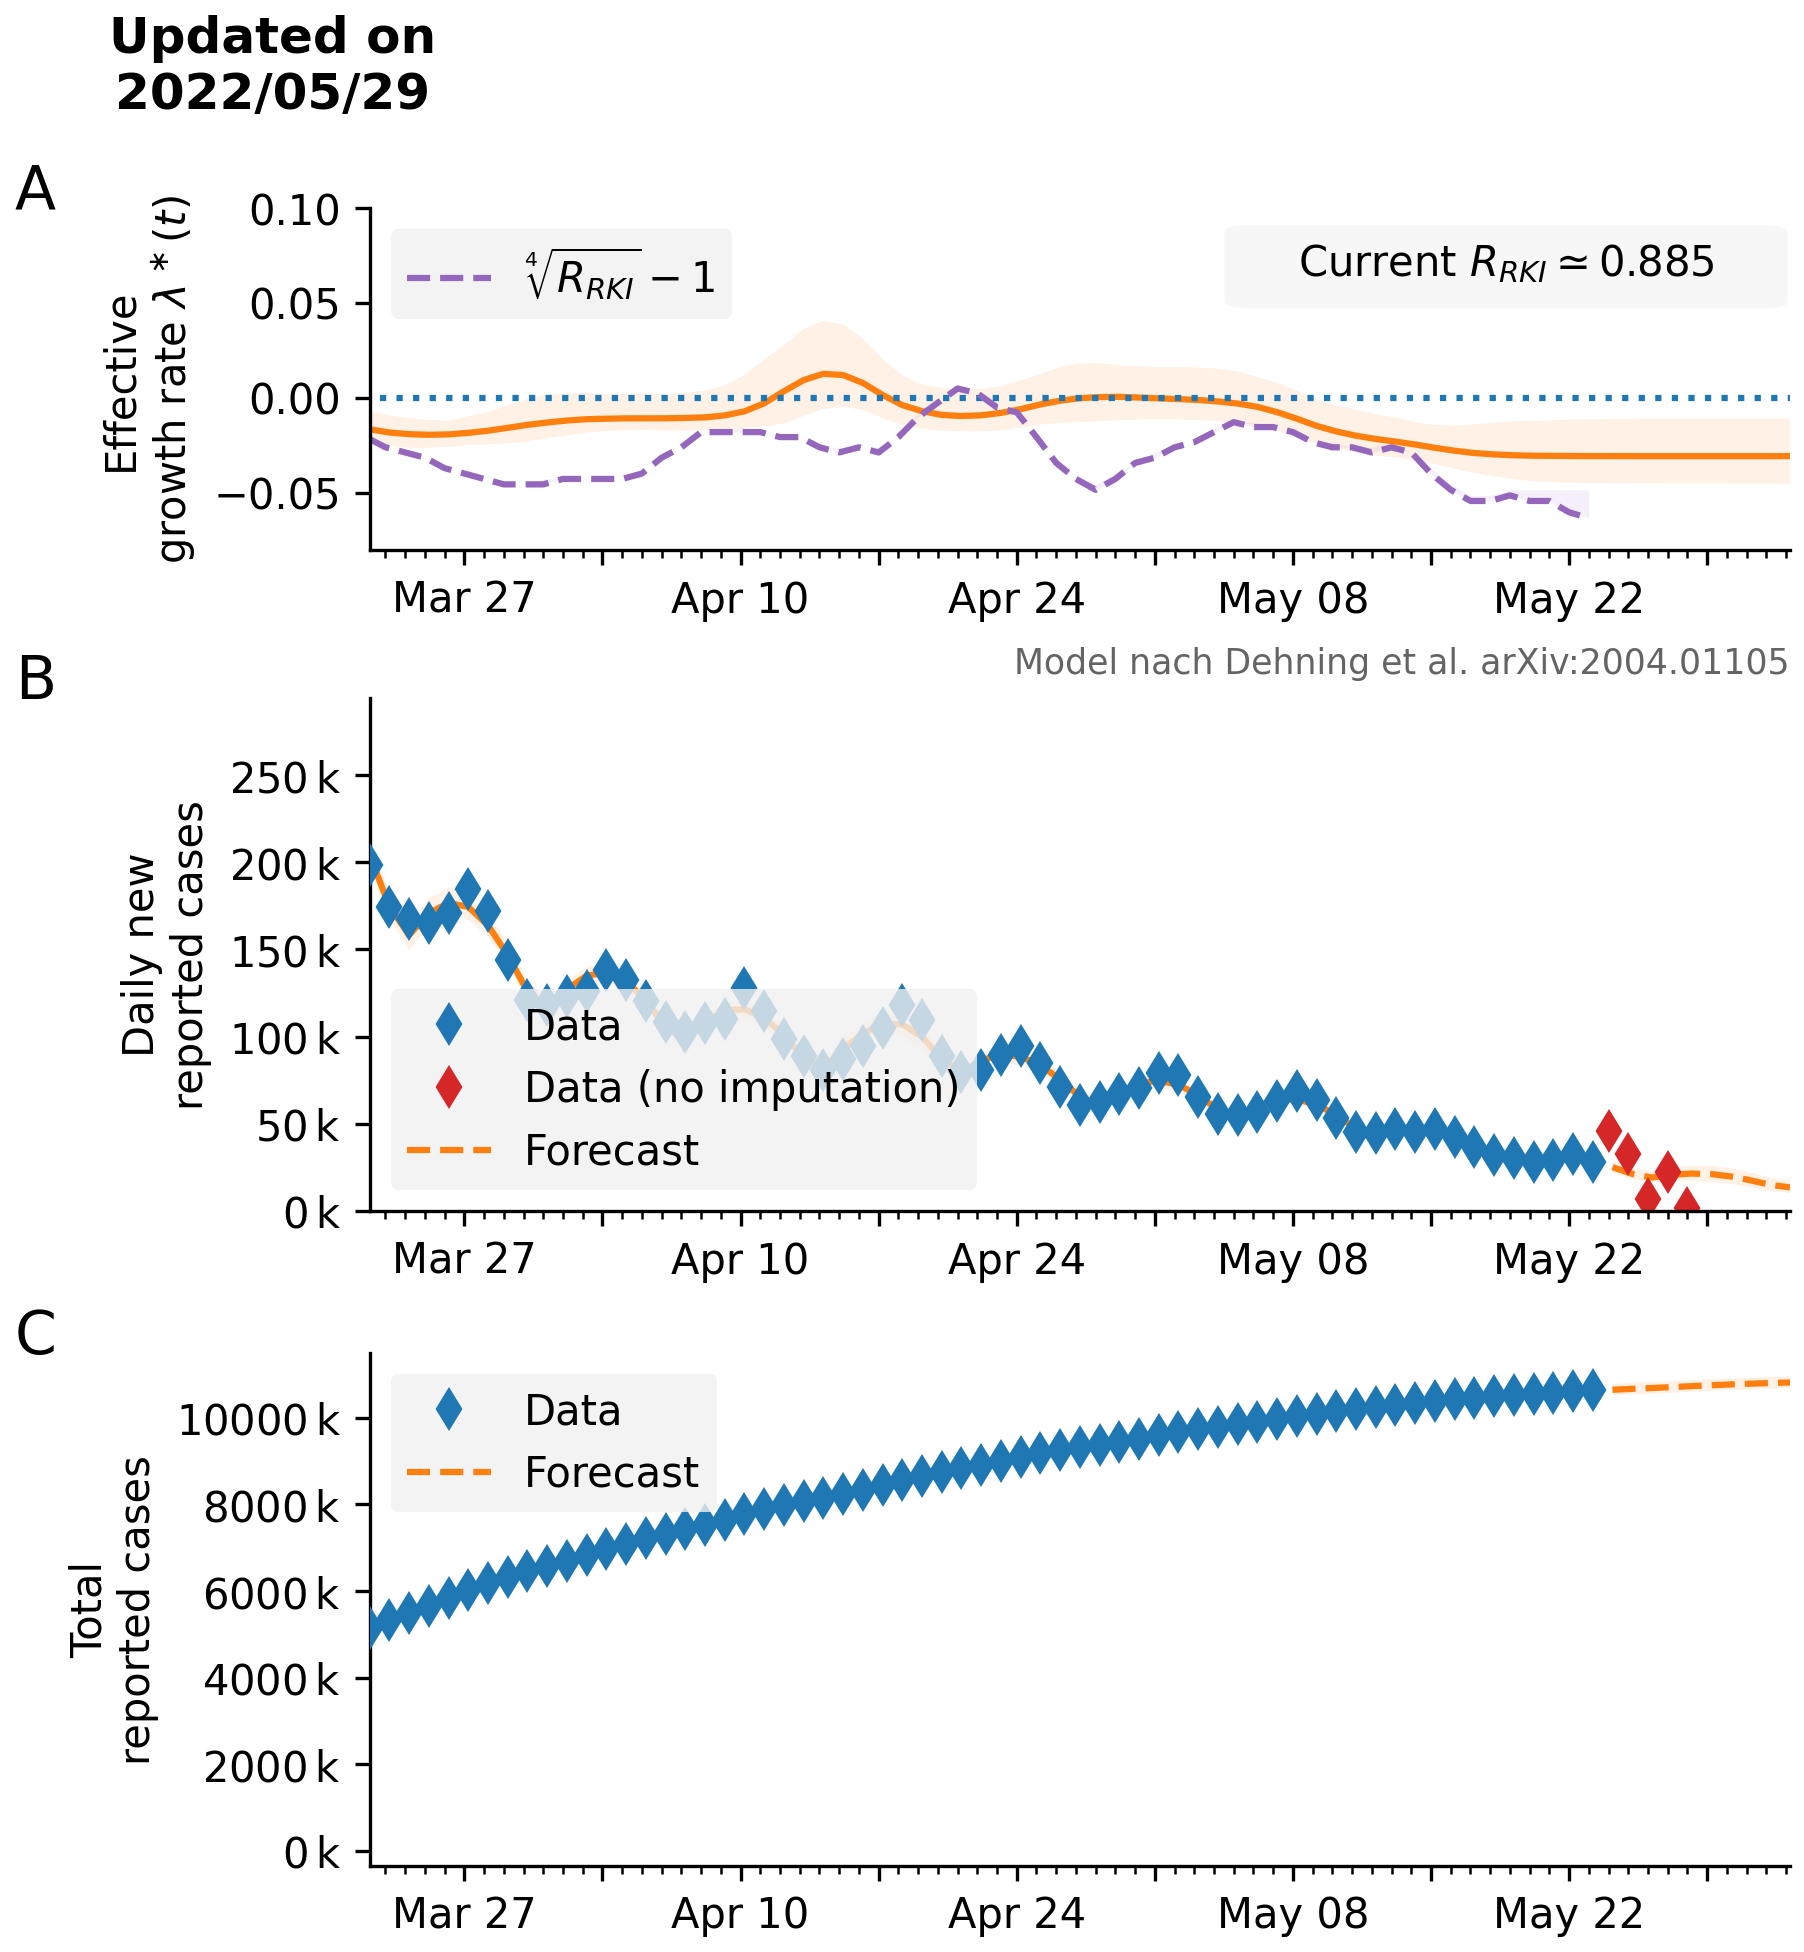 Updated on
2022/05/29
A
Effective
growth rate λ * (t)
0.10
0.05
0.00
−0.05
∜R_RKI − 1
Current R_RKI ≃ 0.885
Mar 27 Apr 10 Apr 24 May 08 May 22
Model nach Dehning et al. arXiv:2004.01105
B
Daily new
reported cases
250 k
200 k
150 k
100 k
50 k
0 k
Data
Data (no imputation)
Forecast
Mar 27 Apr 10 Apr 24 May 08 May 22
C
Total
reported cases
10000 k
8000 k
6000 k
4000 k
2000 k
0 k
Data
Forecast
Mar 27 Apr 10 Apr 24 May 08 May 22